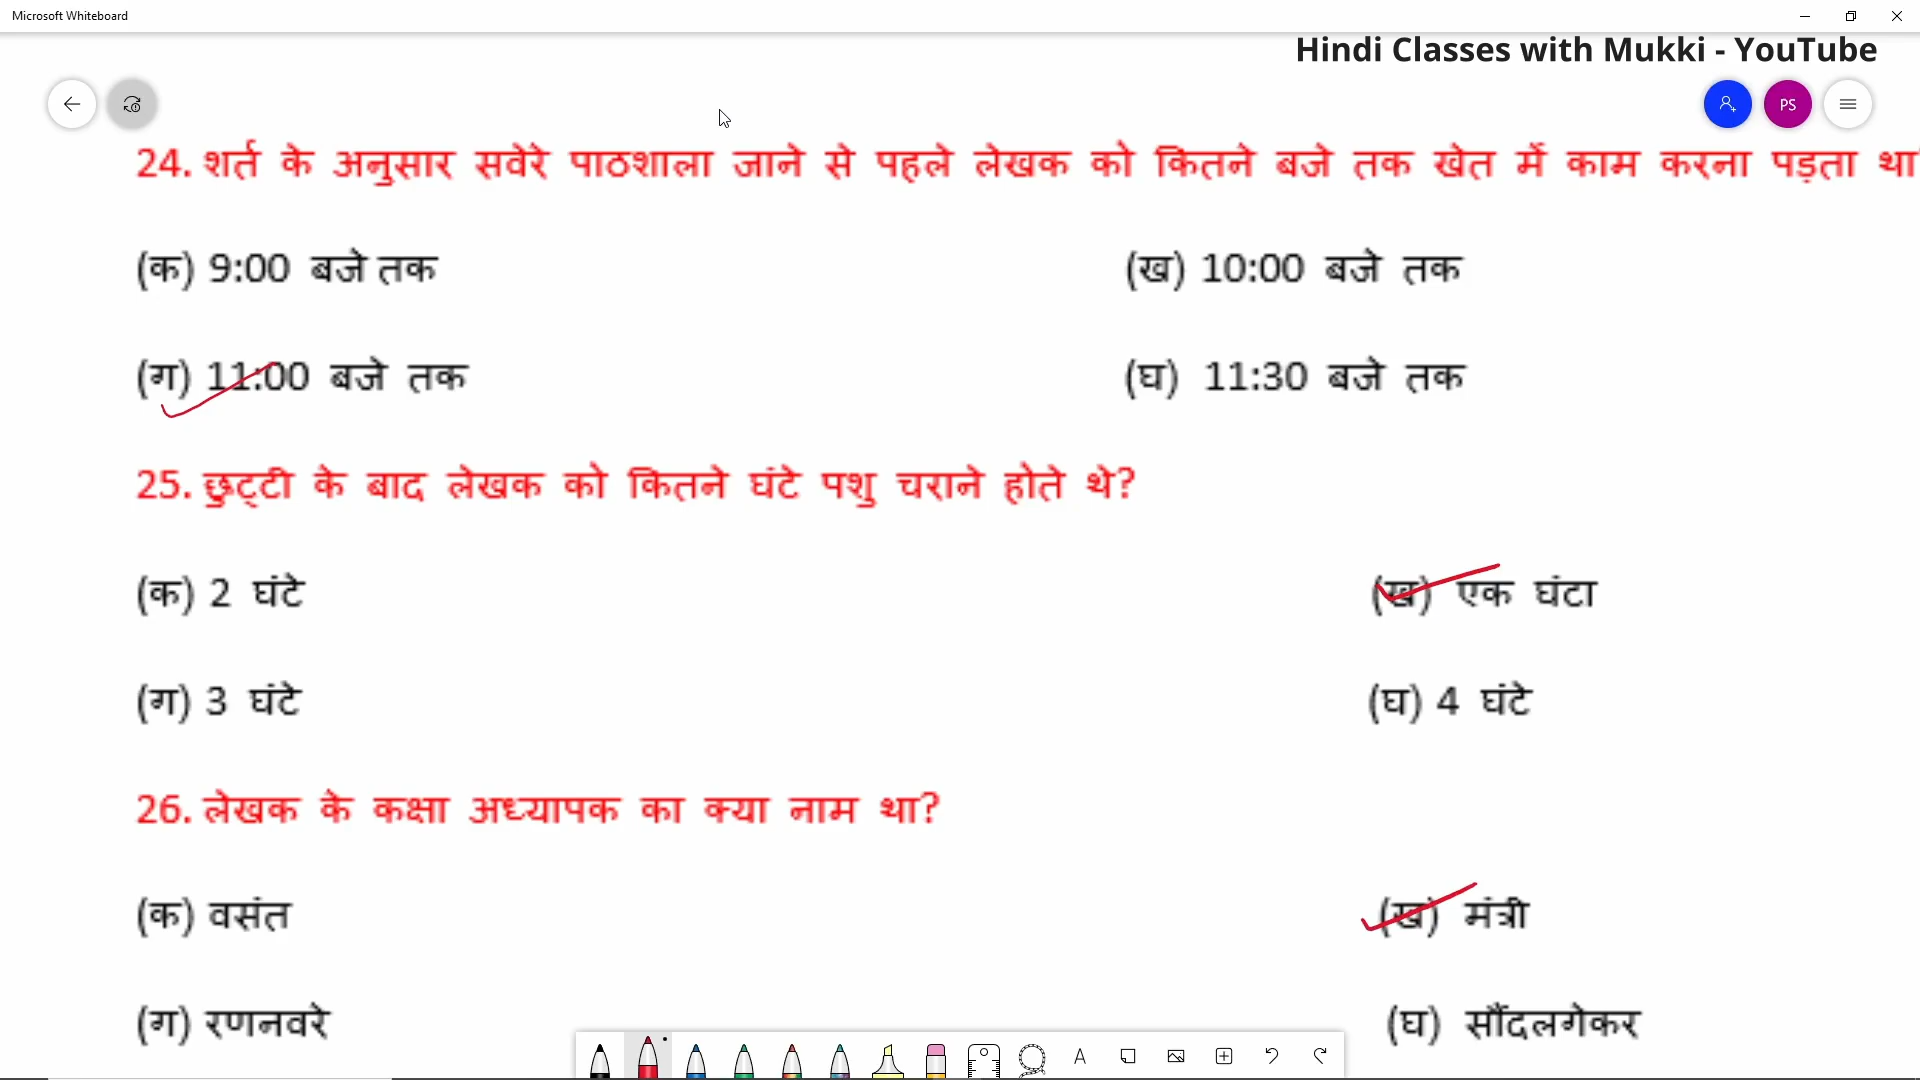 Microsoft Whiteboard
Hindi Classes with Mukki - YouTube
PS
24. शर्त के अनुसार सवेरे पाठशाला जाने से पहले लेखक को कितने बजे तक खेत में काम करना पड़ता था
(क) 9:00 बजे तक (ख) 10:00 बजे तक
(ग) 11:00 बजे तक (घ) 11:30 बजे तक
25. छुट्टी के बाद लेखक को कितने घंटे पशु चराने होते थे?
(क) 2 घंटे (ख) एक घंटा
(ग) 3 घंटे (घ) 4 घंटे
26. लेखक के कक्षा अध्यापक का क्या नाम था?
(क) वसंत (ख) मंत्री
(ग) रणनवरे (घ) सौंदलगेकर
A